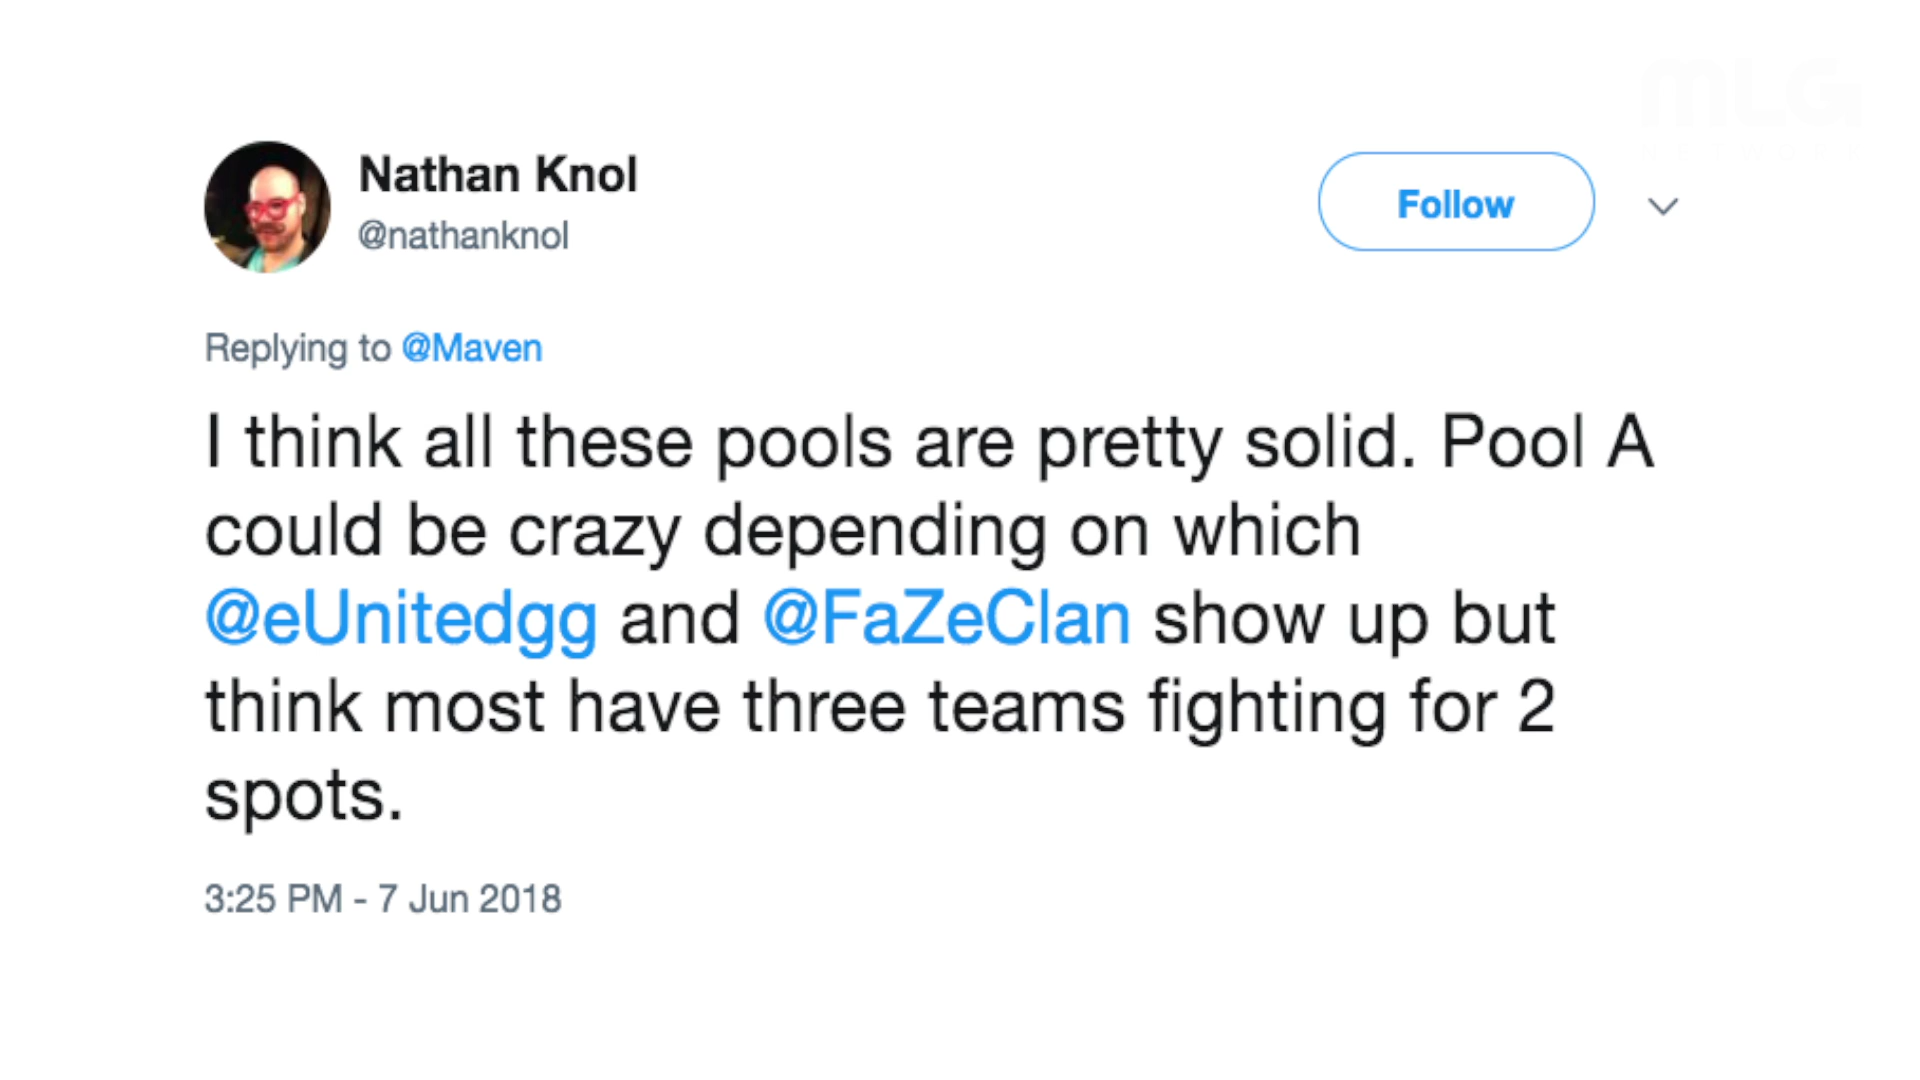 MLG
NETWORK
Nathan Knol
@nathanknol
Follow
Replying to @Maven
I think all these pools are pretty solid. Pool A
could be crazy depending on which
@eUnitedgg and @FaZeClan show up but
think most have three teams fighting for 2
spots.
3:25 PM - 7 Jun 2018